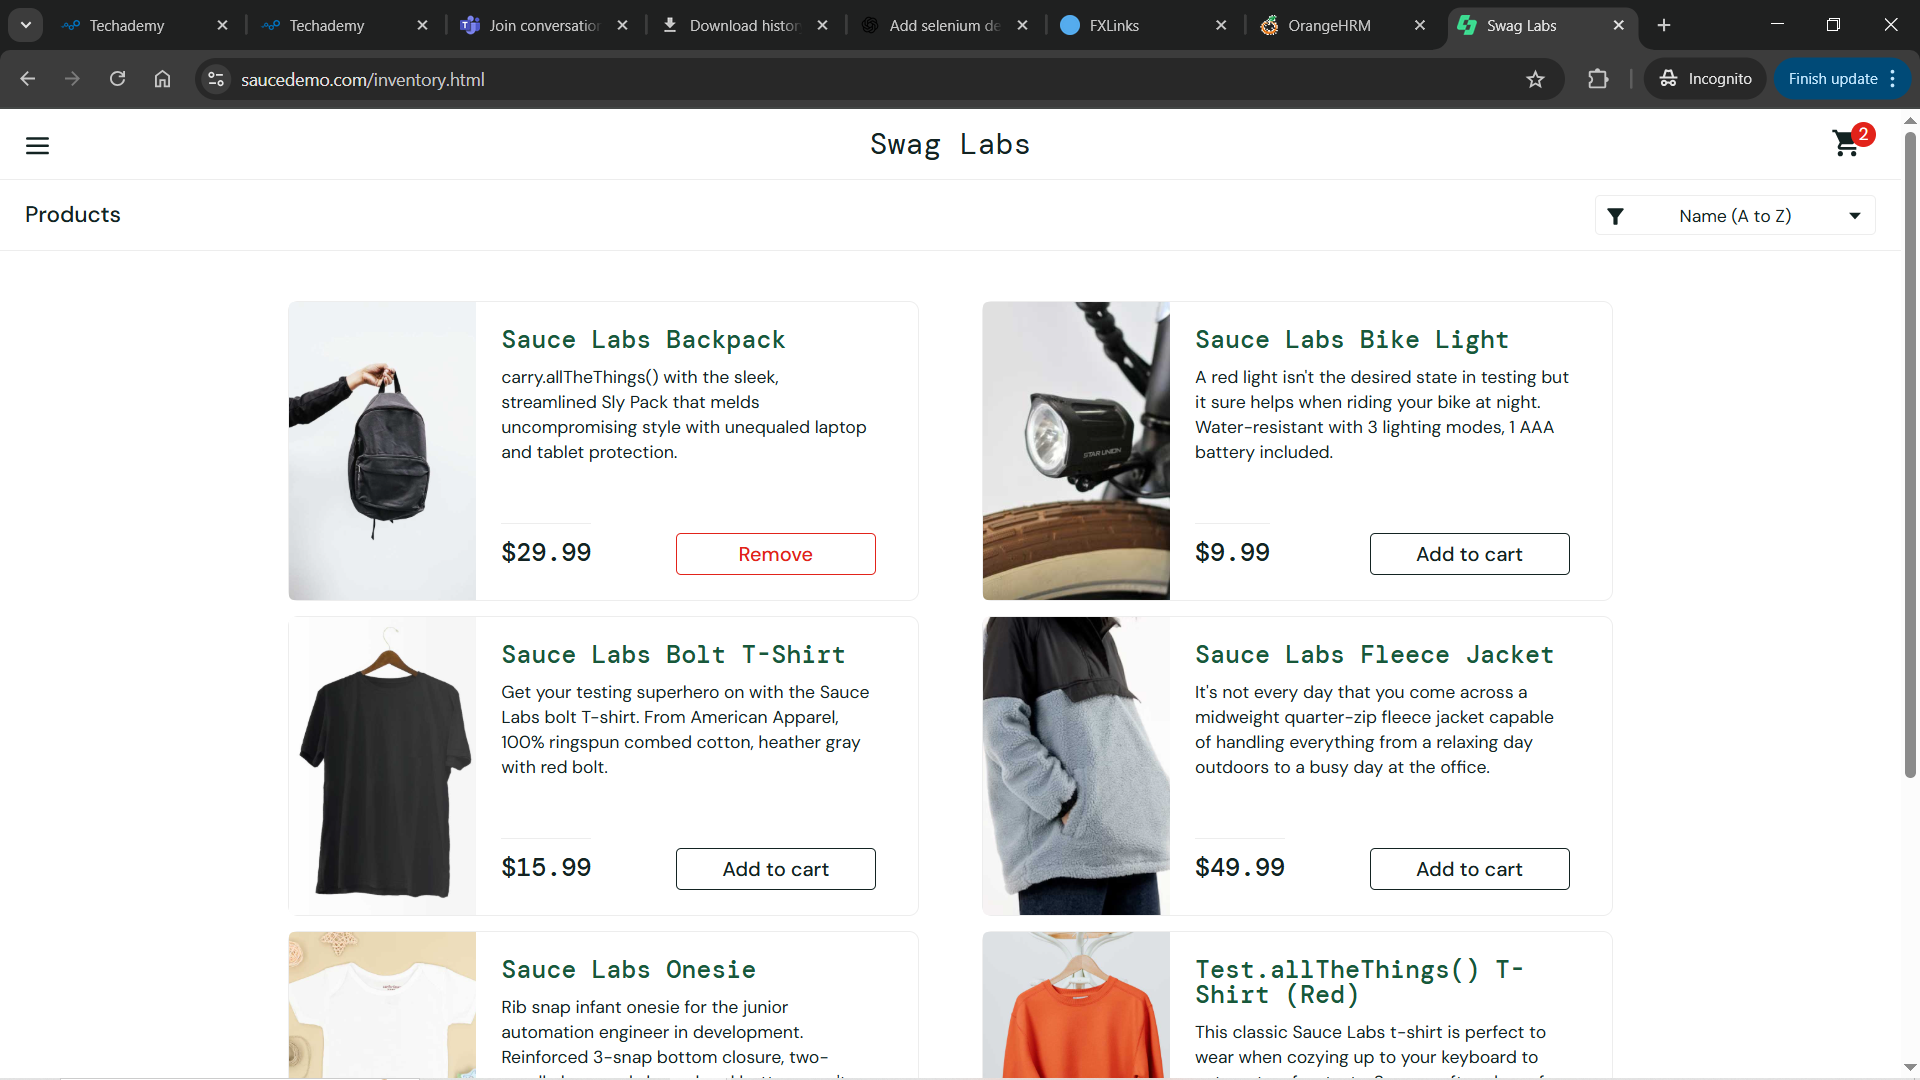 Techademy
Techademy
Join conversation
Download histor
Add selenium de
FXLinks
OrangeHRM
Swag Labs
saucedemo.com/inventory.html
Incognito
Finish update
Swag Labs
2
Products
Name (A to Z)
Sauce Labs Backpack
carry.allTheThings() with the sleek,
streamlined Sly Pack that melds
uncompromising style with unequaled laptop
and tablet protection.
$29.99
Remove
Sauce Labs Bike Light
A red light isn't the desired state in testing but
it sure helps when riding your bike at night.
Water-resistant with 3 lighting modes, 1 AAA
battery included.
STAR UNION
$9.99
Add to cart
Sauce Labs Bolt T-Shirt
Get your testing superhero on with the Sauce
Labs bolt T-shirt. From American Apparel,
100% ringspun combed cotton, heather gray
with red bolt.
$15.99
Add to cart
Sauce Labs Fleece Jacket
It's not every day that you come across a
midweight quarter-zip fleece jacket capable
of handling everything from a relaxing day
outdoors to a busy day at the office.
$49.99
Add to cart
Sauce Labs Onesie
Rib snap infant onesie for the junior
automation engineer in development.
Reinforced 3-snap bottom closure, two-
Test.allTheThings() T-
Shirt (Red)
This classic Sauce Labs t-shirt is perfect to
wear when cozying up to your keyboard to